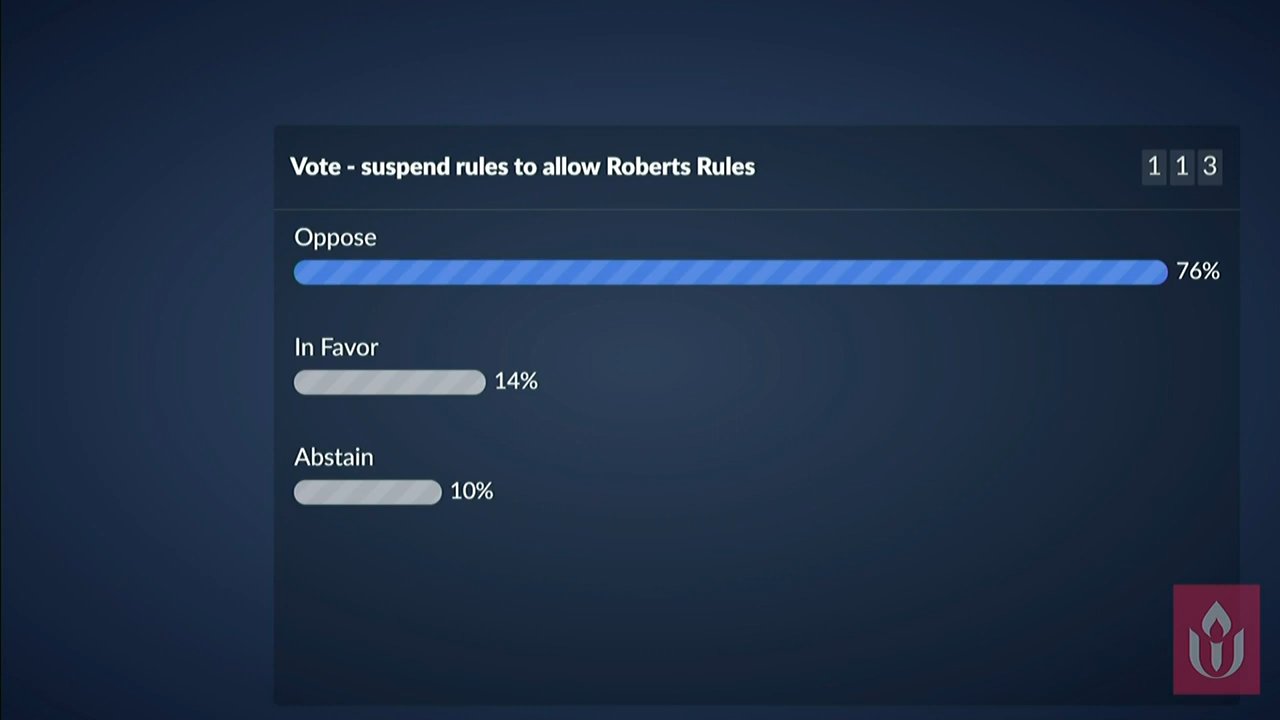 Vote - suspend rules to allow Roberts Rules
1 1 3
Oppose
76%
In Favor
14%
Abstain
10%